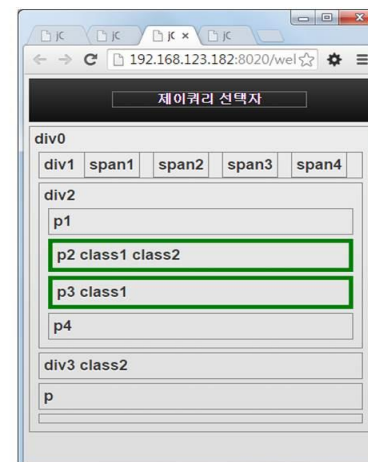 jC jC jC jC
192.168.123.182:8020/wel
제이쿼리 선택자
div0
div1 span1 span2 span3 span4
div2
p1
p2 class1 class2
p3 class1
p4
div3 class2
p